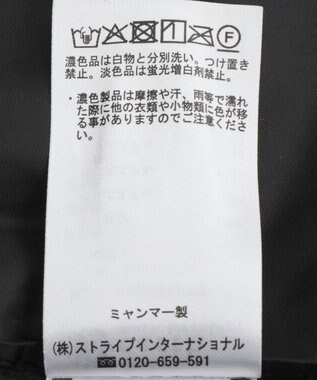 濃色品は白物と分別洗い。つけ置き
禁止。淡色品は蛍光増白剤禁止。
・濃色製品は摩擦や汗、雨等で濡れ
た際に他の衣類や小物類に色が移
る事がありますのでご注意くださ
い。
ミャンマー製
(株)ストライプインターナショナル
0120-659-591